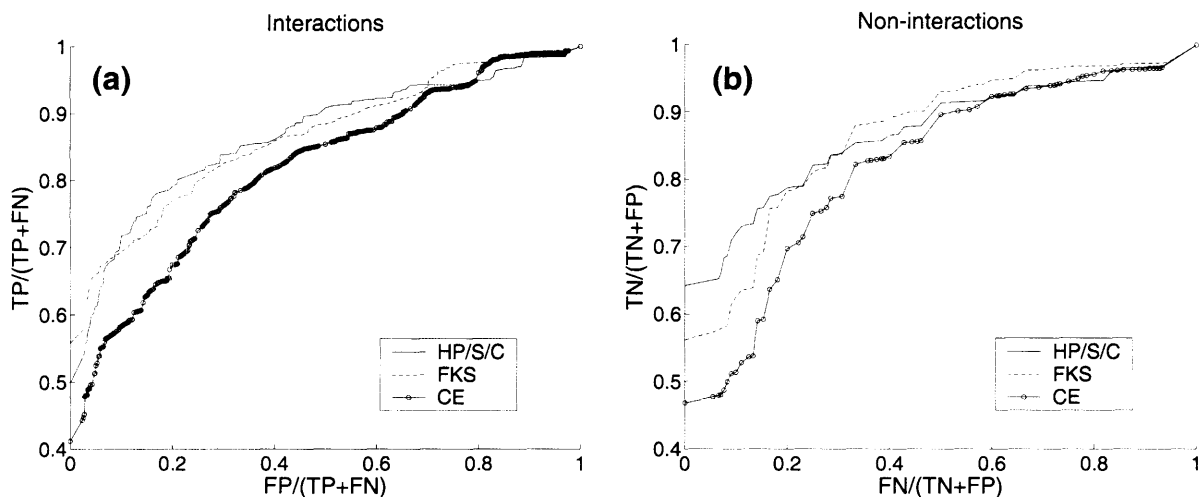 Interactions
(a)
1
0.9
0.8
0.7
0.6
0.5
0.4
TP/(TP+FN)
HP/S/C
FKS
CE
0
0.2
0.4
0.6
0.8
1
FP/(TP+FN)
Non-interactions
(b)
1
0.9
0.8
0.7
0.6
0.5
0.4
TN/(TN+FP)
HP/S/C
FKS
CE
0
0.2
0.4
0.6
0.8
1
FN/(TN+FP)